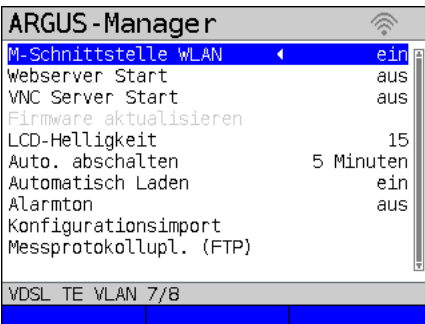 ARGUS-Manager
M-Schnittstelle WLAN ein
Webserver Start aus
VNC Server Start aus
Firmware aktualisieren
LCD-Helligkeit 15
Auto. abschalten 5 Minuten
Automatisch Laden ein
Alarmton aus
Konfigurationsimport
Messprotokollupl. (FTP)
VDSL TE VLAN 7/8